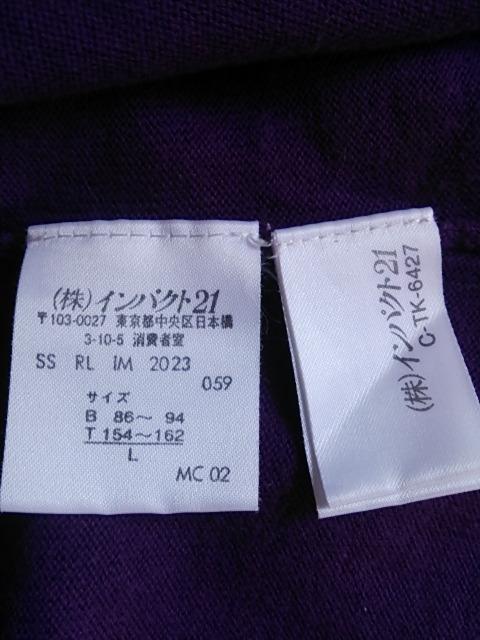 (株)インパクト21
〒103-0027 東京都中央区日本橋
3-10-5 消費者室
SS RL IM 2023
059
サイズ
B 86〜 94
T 154〜162
L
MC 02
(株)インパクト21
C-TK-6427